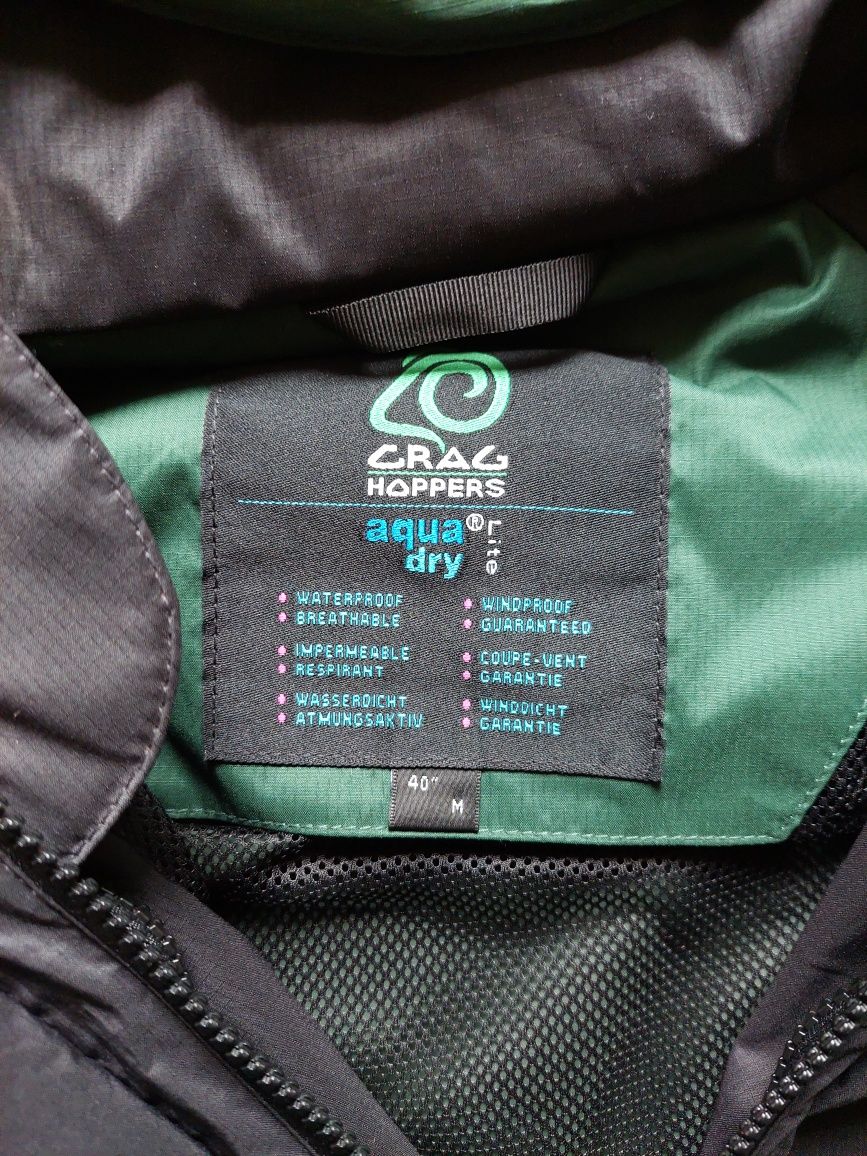 CRAG
HOPPERS
aqua® Lite
dry
• WATERPROOF
• BREATHABLE
• WINDPROOF
• GUARANTEED
• IMPERMEABLE
• RESPIRANT
• COUPE-VENT
• GARANTIE
• WASSERDICHT
• ATMUNGSAKTIV
• WINDDICHT
• GARANTIE
40"
M